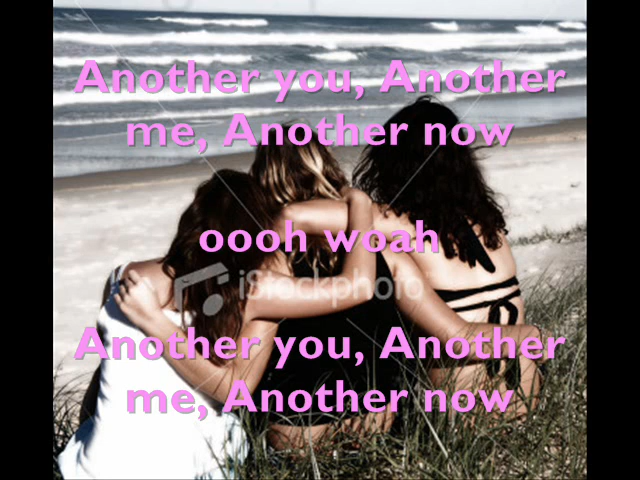 Another you, Another
me, Another now
oooh woah
iStockphoto
Another you, Another
me, Another now